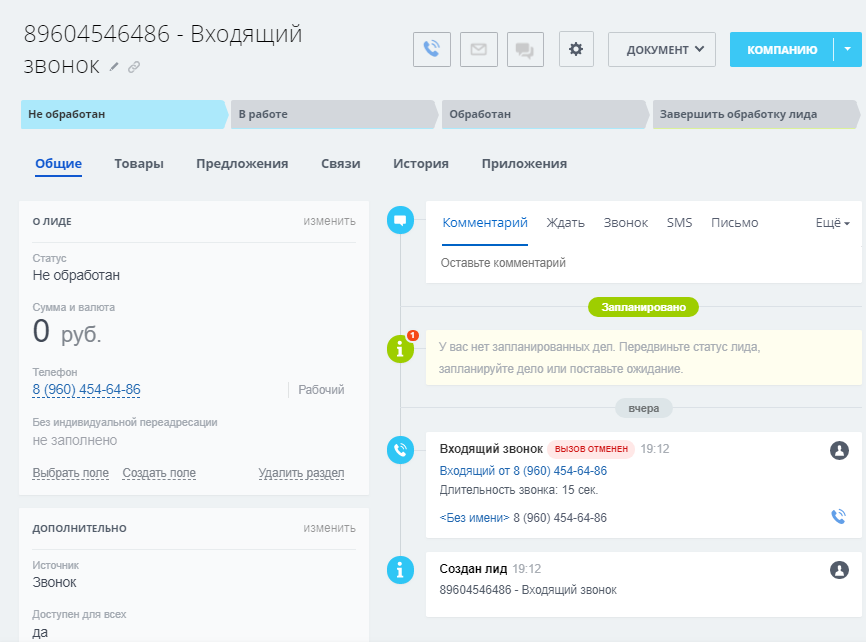 89604546486 - Входящий
звонок
ДОКУМЕНТ
КОМПАНИЮ
Не обработан
В работе
Обработан
Завершить обработку лида
Общие
Товары
Предложения
Связи
История
Приложения
О ЛИДЕ
изменить
Статус
Не обработан
Сумма и валюта
0 руб.
Телефон
8 (960) 454-64-86
Рабочий
Без индивидуальной переадресации
не заполнено
Выбрать поле
Создать поле
Удалить раздел
ДОПОЛНИТЕЛЬНО
изменить
Источник
Звонок
Доступен для всех
да
Комментарий
Ждать
Звонок
SMS
Письмо
Ещё
Оставьте комментарий
Запланировано
1
У вас нет запланированных дел. Передвиньте статус лида,
запланируйте дело или поставьте ожидание.
вчера
Входящий звонок ВЫЗОВ ОТМЕНЕН 19:12
Входящий от 8 (960) 454-64-86
Длительность звонка: 15 сек.
<Без имени> 8 (960) 454-64-86
Создан лид 19:12
89604546486 - Входящий звонок